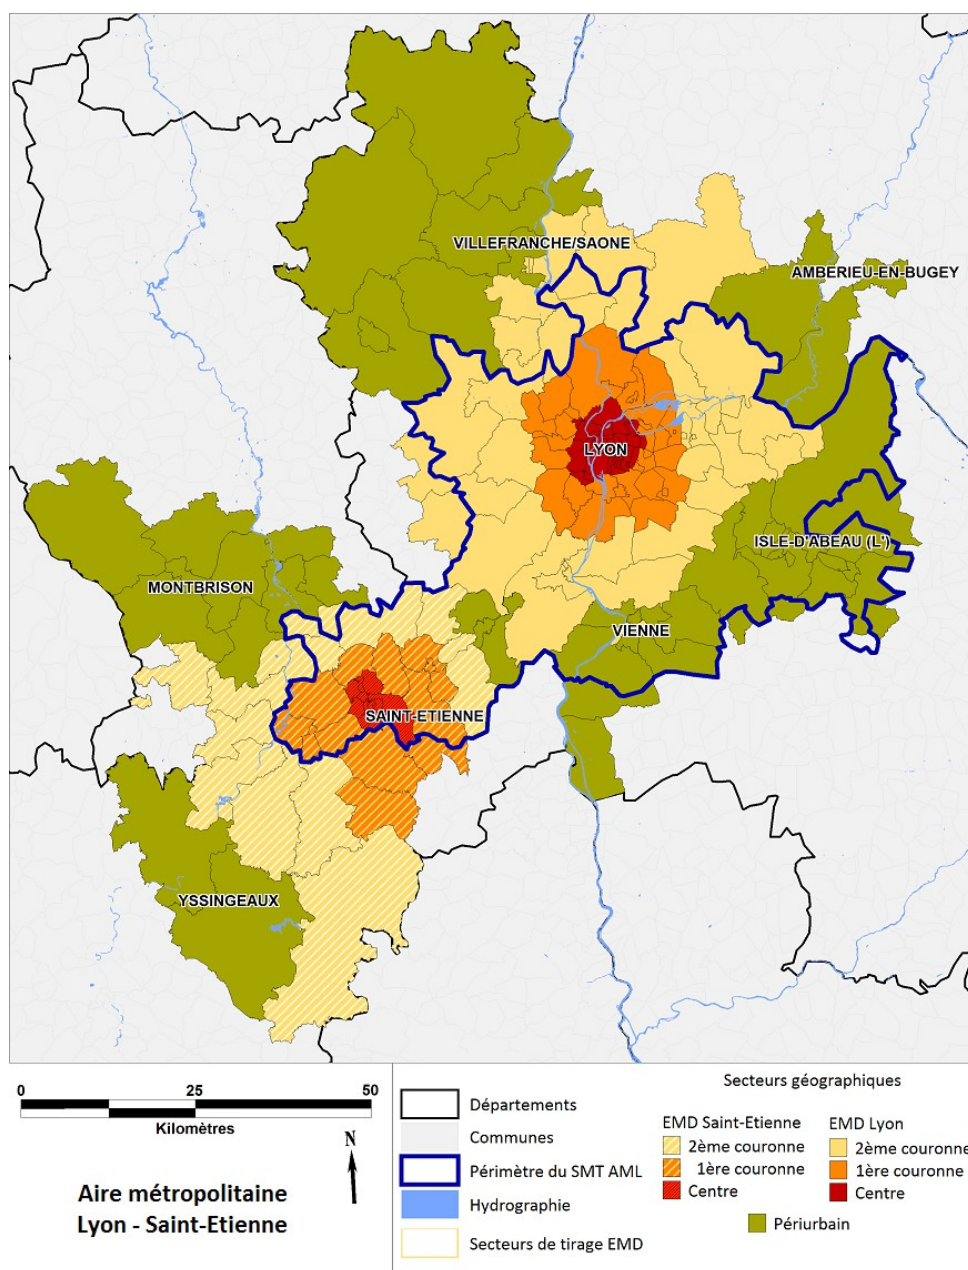 VILLEFRANCHE/SAONE
AMBERIEU-EN-BUGEY
LYON
ISLE-D'ABEAU (L')
MONTBRISON
VIENNE
SAINT-ETIENNE
YSSINGEAUX
0 25 50
Kilomètres
N
Aire métropolitaine
Lyon - Saint-Etienne
Départements
Communes
Périmètre du SMT AML
Hydrographie
Secteurs de tirage EMD
Secteurs géographiques
EMD Saint-Etienne
2ème couronne
1ère couronne
Centre
EMD Lyon
2ème couronne
1ère couronne
Centre
Périurbain